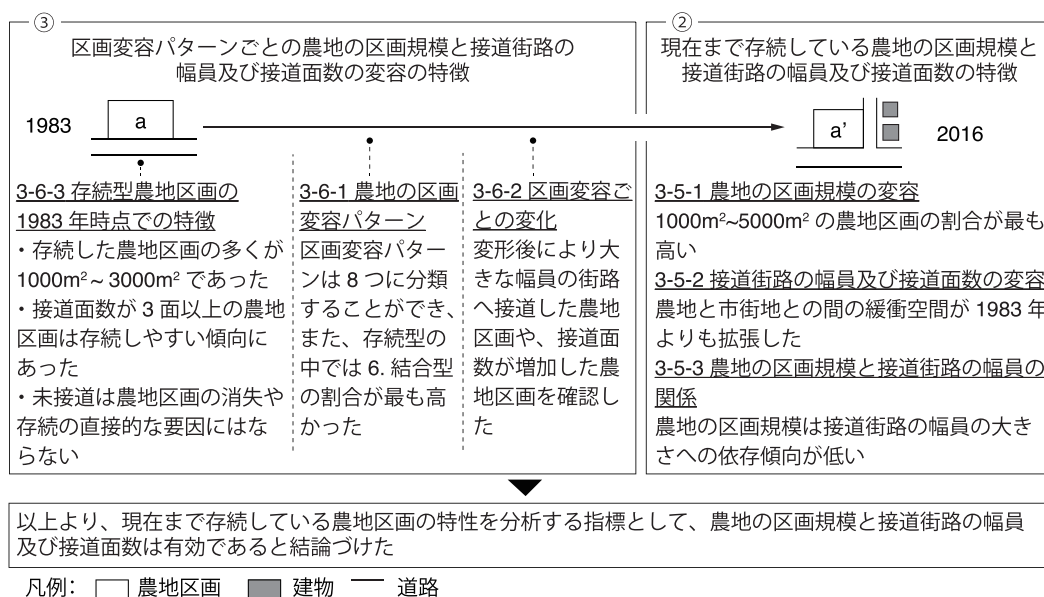 ③
区画変容パターンごとの農地の区画規模と接道街路の
幅員及び接道面数の変容の特徴
1983
a
3-6-3 存続型農地区画の
1983 年時点での特徴
・存続した農地区画の多くが
1000m²~ 3000m² であった
・接道面数が 3 面以上の農地
区画は存続しやすい傾向に
あった
・未接道は農地区画の消失や
存続の直接的な要因にはな
らない
3-6-1 農地の区画
変容パターン
区画変容パター
ンは 8 つに分類
することができ、
また、存続型の
中では 6. 結合型
の割合が最も高
かった
3-6-2 区画変容ご
との変化
変形後により大
きな幅員の街路
へ接道した農地
区画や、接道面
数が増加した農
地区画を確認し
た
②
現在まで存続している農地の区画規模と
接道街路の幅員及び接道面数の特徴
a’
2016
3-5-1 農地の区画規模の変容
1000m²~5000m² の農地区画の割合が最も
高い
3-5-2 接道街路の幅員及び接道面数の変容
農地と市街地との間の緩衝空間が 1983 年
よりも拡張した
3-5-3 農地の区画規模と接道街路の幅員の
関係
農地の区画規模は接道街路の幅員の大き
さへの依存傾向が低い
以上より、現在まで存続している農地区画の特性を分析する指標として、農地の区画規模と接道街路の幅員
及び接道面数は有効であると結論づけた
凡例： 農地区画 建物 道路